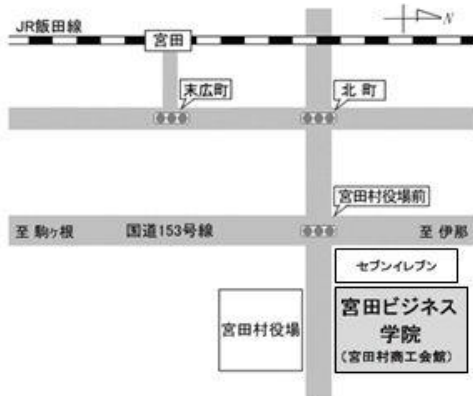 JR飯田線
N
宮田
末広町
北町
宮田村役場前
至 駒ヶ根
国道153号線
至 伊那
セブンイレブン
宮田村役場
宮田ビジネス
学院
(宮田村商工会館)